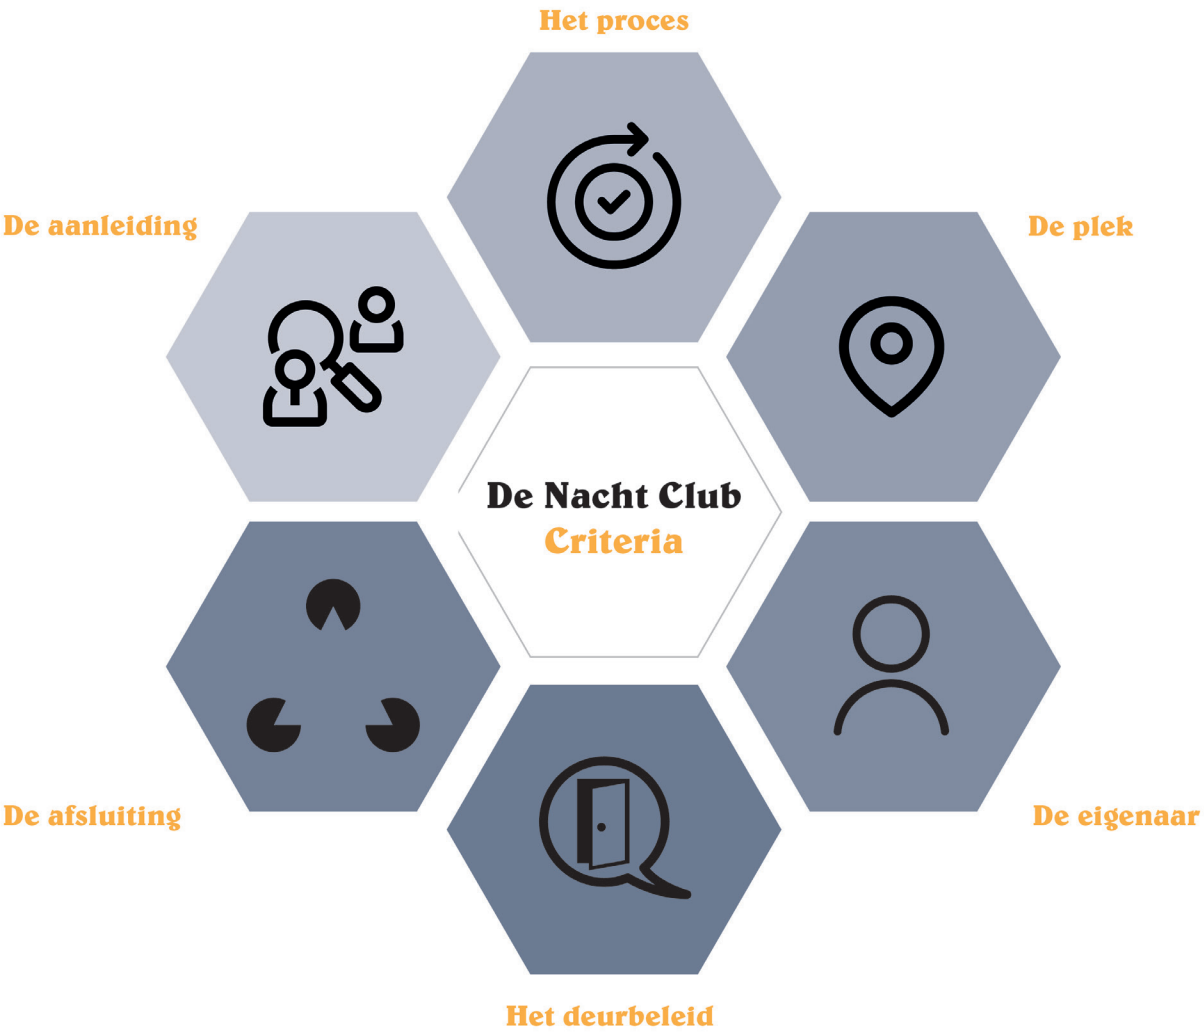 Het proces
De aanleiding
De plek
De Nacht Club
Criteria
De afsluiting
De eigenaar
Het deurbeleid